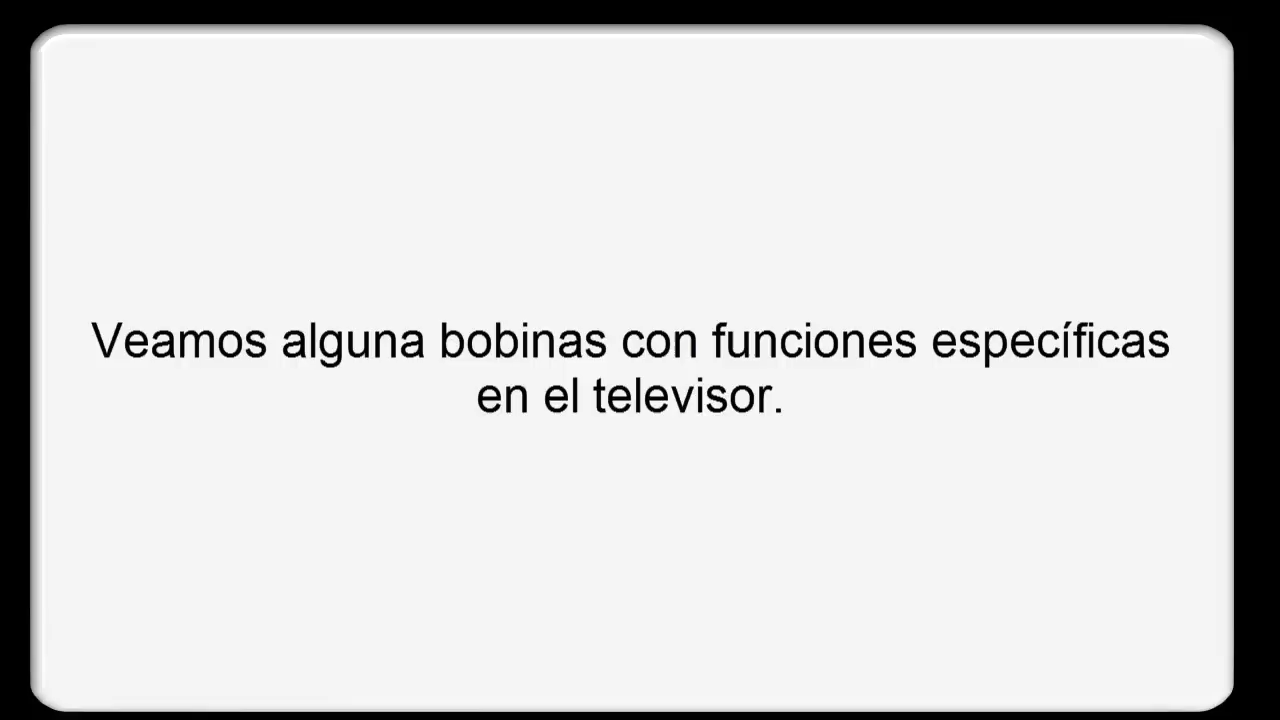 Veamos alguna bobinas con funciones específicas
en el televisor.